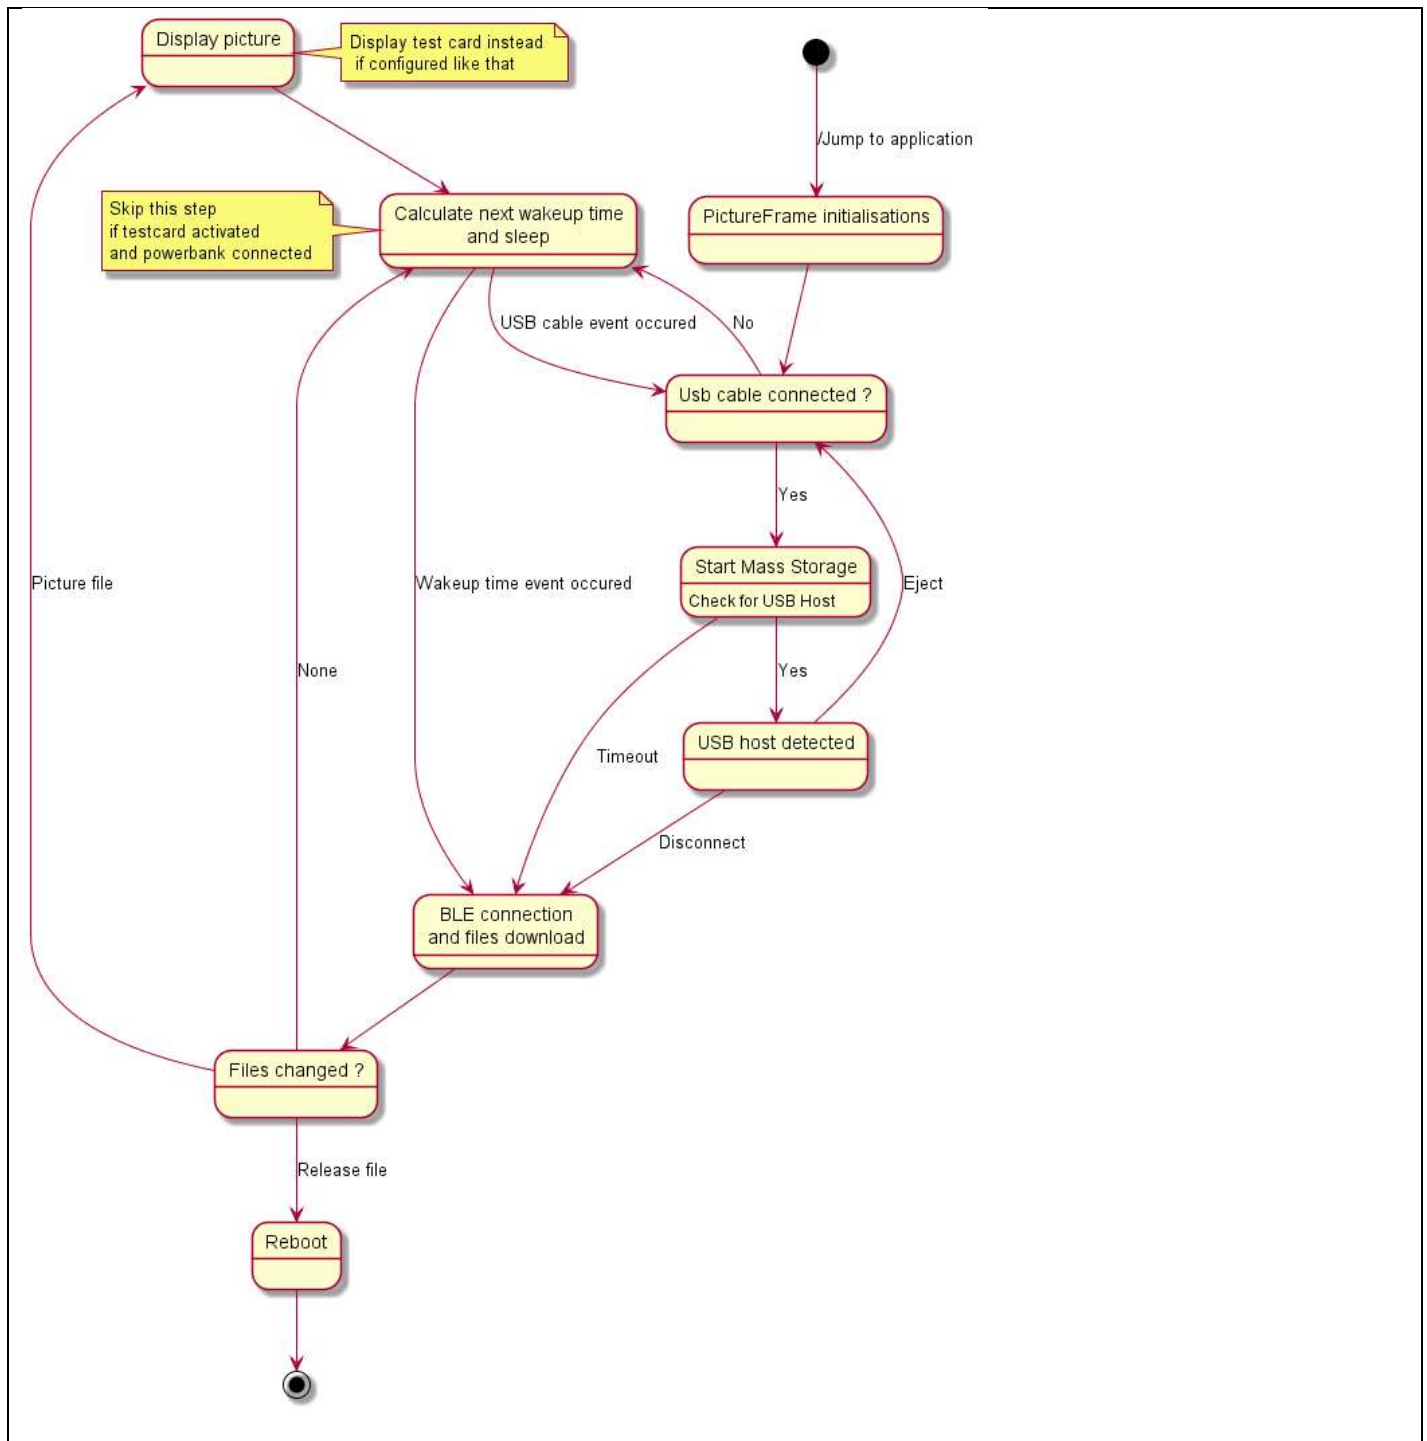 Display picture
Display test card instead
if configured like that
/Jump to application
Skip this step
if testcard activated
and powerbank connected
Calculate next wakeup time
and sleep
PictureFrame initialisations
USB cable event occured
No
Usb cable connected ?
Yes
Start Mass Storage
Check for USB Host
Picture file
Wakeup time event occured
Eject
None
Yes
USB host detected
Timeout
Disconnect
BLE connection
and files download
Files changed ?
Release file
Reboot